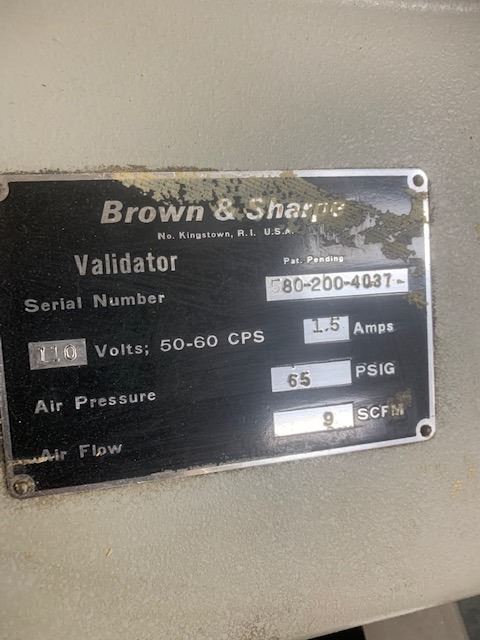 Brown & Sharpe
No. Kingstown, R.I. U.S.A.
Validator
Pat. Pending
Serial Number 580-200-4037-
110 Volts; 50-60 CPS 1.5 Amps
Air Pressure 65 PSIG
Air Flow 9 SCFM